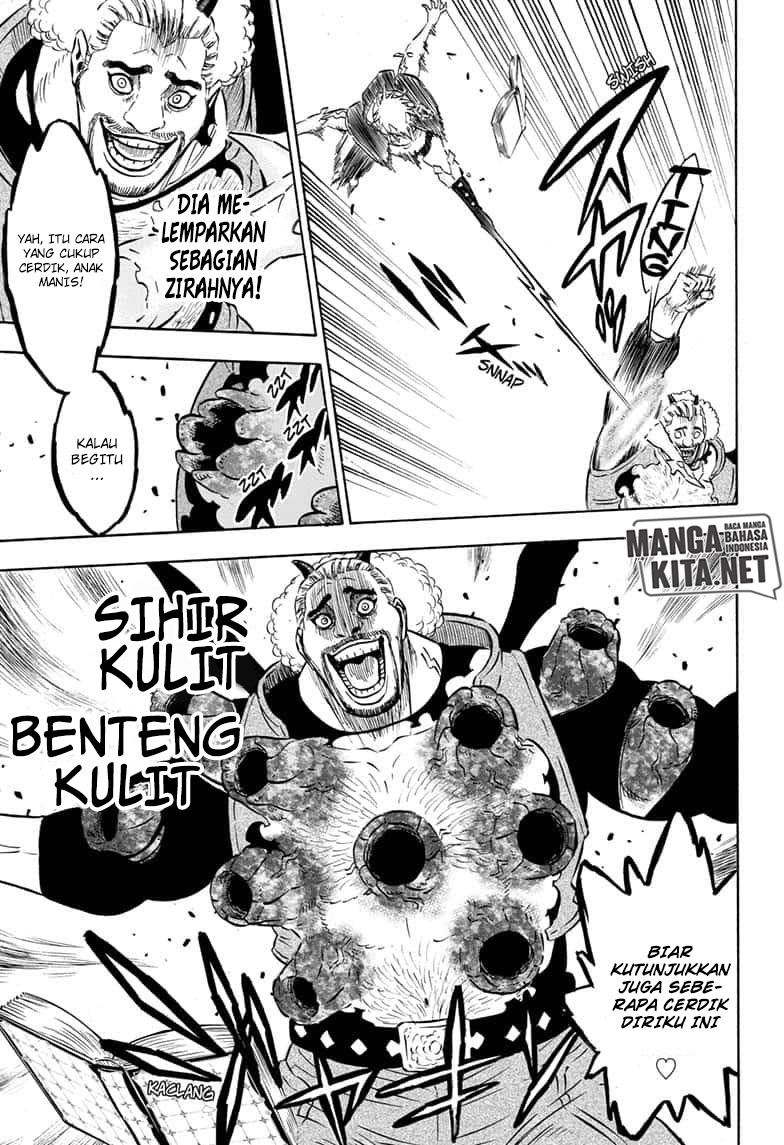 SWISH
TING
SNNAP
DIA ME-
LEMPARKAN
SEBAGIAN
ZIRAHNYA!
YAH, ITU CARA
YANG CUKUP
CERDIK, ANAK
MANIS!
ZZT
ZZT
ZZT
KALAU
BEGITU
...
MANGA
KITA.NET
BACA MANGA
BAHASA
INDONESIA
SIHIR
KULIT
BENTENG
KULIT
BIAR
KUTUNJUKKAN
JUGA SEBE-
RAPA CERDIK
DIRIKU INI
♡
KACLANG